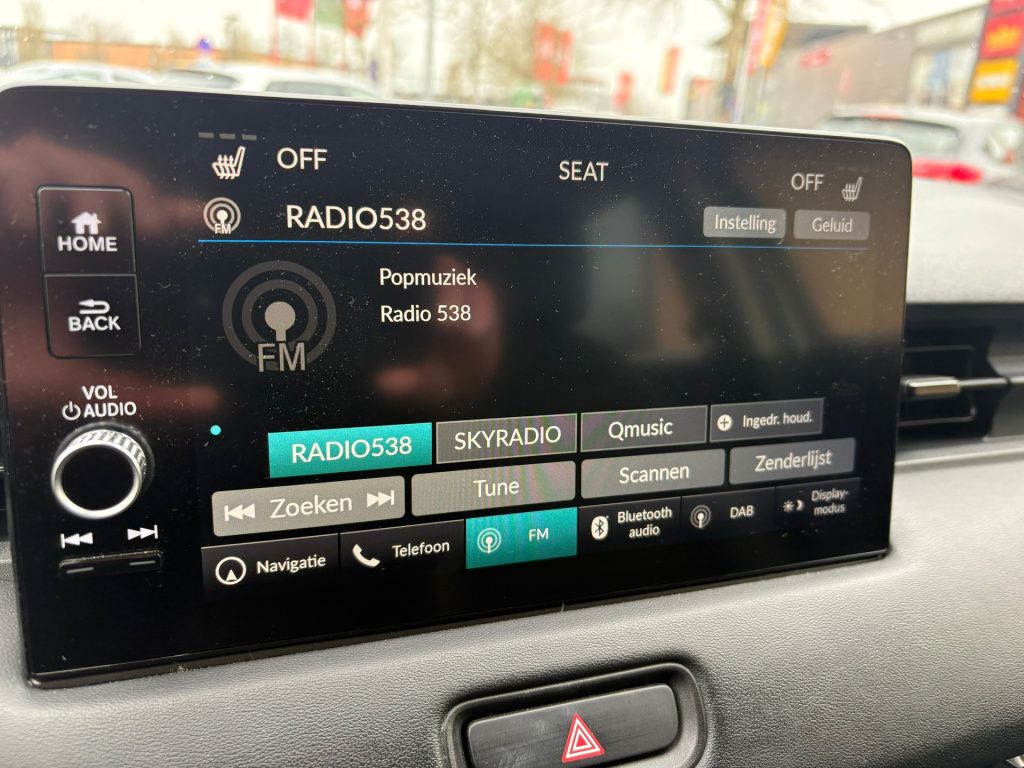 OFF
SEAT
OFF
FM
RADIO538
Instelling
Geluid
HOME
BACK
Popmuziek
Radio 538
FM
VOL
AUDIO
RADIO538
SKYRADIO
Qmusic
Ingedr. houd.
Zoeken
Tune
Scannen
Zenderlijst
Navigatie
Telefoon
FM
Bluetooth
audio
DAB
Display-
modus